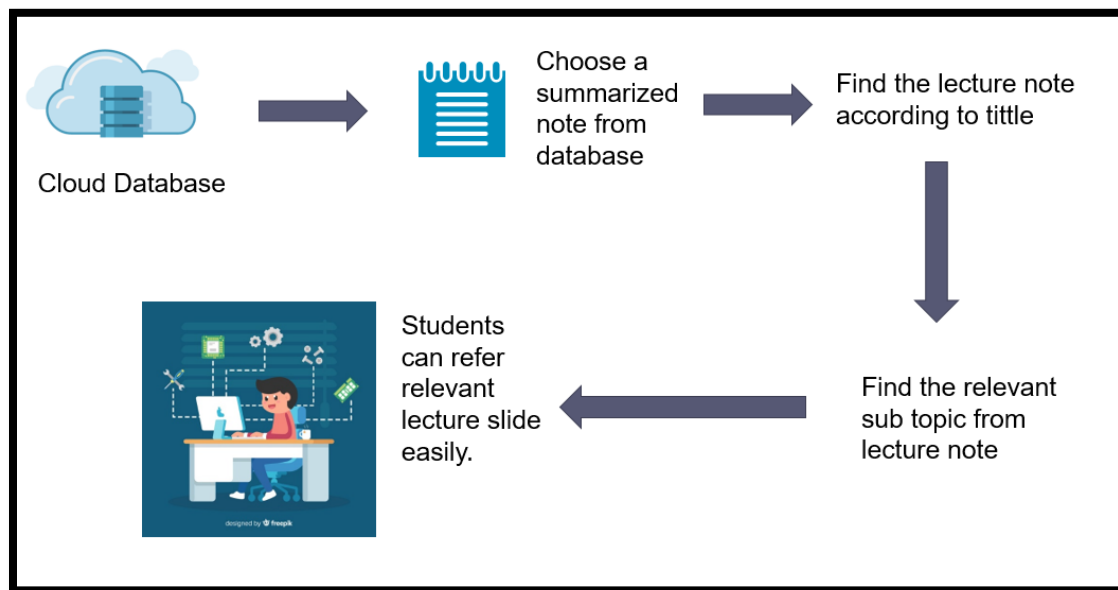 Cloud Database
Choose a
summarized
note from
database
Find the lecture note
according to tittle
Find the relevant
sub topic from
lecture note
Students
can refer
relevant
lecture slide
easily.
designed by freepik